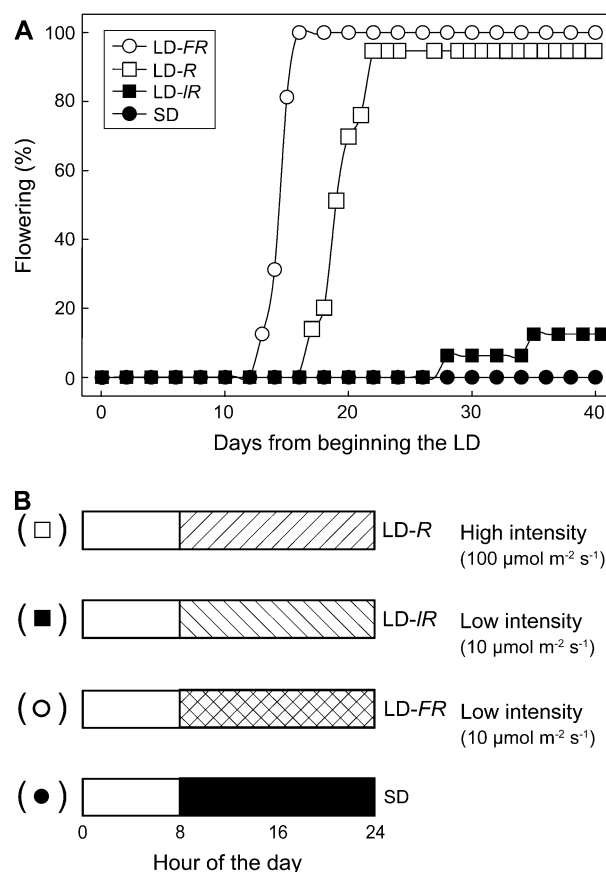 A
100
80
60
40
20
0
Flowering (%)
LD-FR
LD-R
LD-lR
SD
0 10 20 30 40
Days from beginning the LD
B
( ) LD-R High intensity
(100 µmol m⁻² s⁻¹)
( ) LD-lR Low intensity
(10 µmol m⁻² s⁻¹)
( ) LD-FR Low intensity
(10 µmol m⁻² s⁻¹)
( ) SD
0 8 16 24
Hour of the day